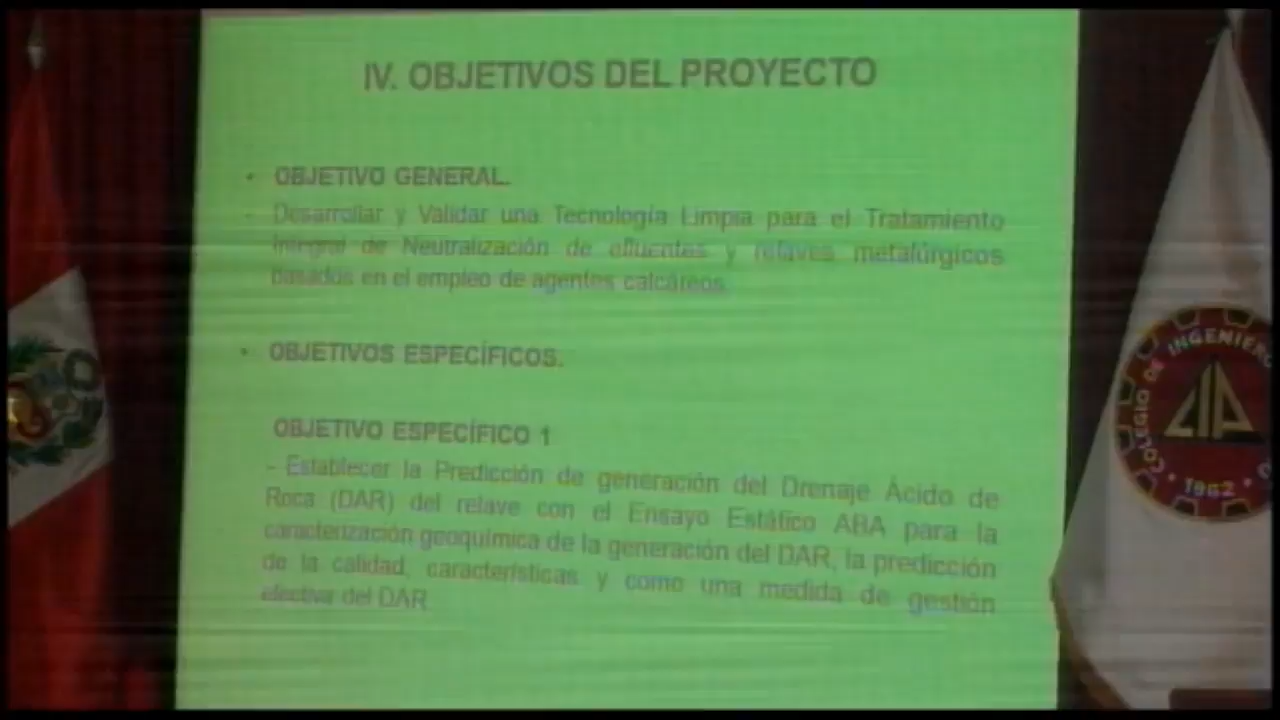 IV. OBJETIVOS DEL PROYECTO
• OBJETIVO GENERAL.
- Desarrollar y Validar una Tecnología Limpia para el Tratamiento
Integral de Neutralización de efluentes y relaves metalúrgicos
basados en el empleo de agentes calcáreos.
• OBJETIVOS ESPECÍFICOS.
OBJETIVO ESPECÍFICO 1
- Establecer la Predicción de generación del Drenaje Ácido de
Roca (DAR) del relave con el Ensayo Estático ABA para la
caracterización geoquímica de la generación del DAR, la predicción
de la calidad, características y como una medida de gestión
efectiva del DAR
COLEGIO DE INGENIERO
CIP
• 1962 •